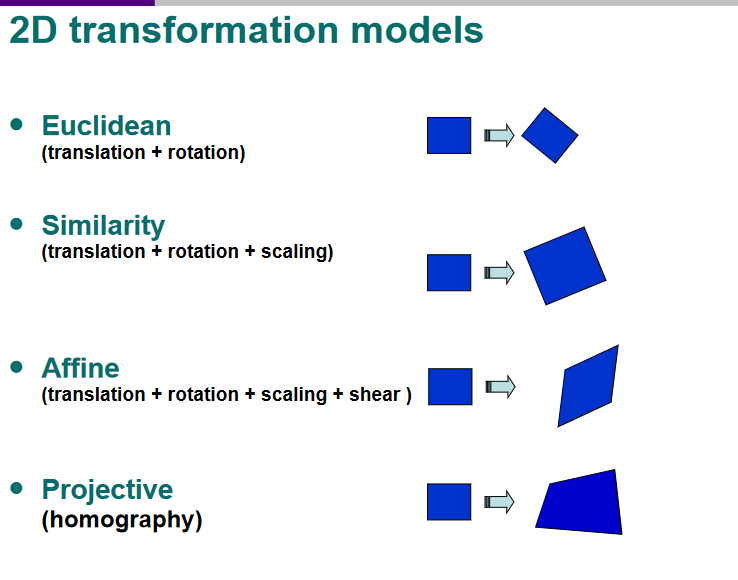 2D transformation models
• Euclidean
(translation + rotation)
• Similarity
(translation + rotation + scaling)
• Affine
(translation + rotation + scaling + shear )
• Projective
(homography)